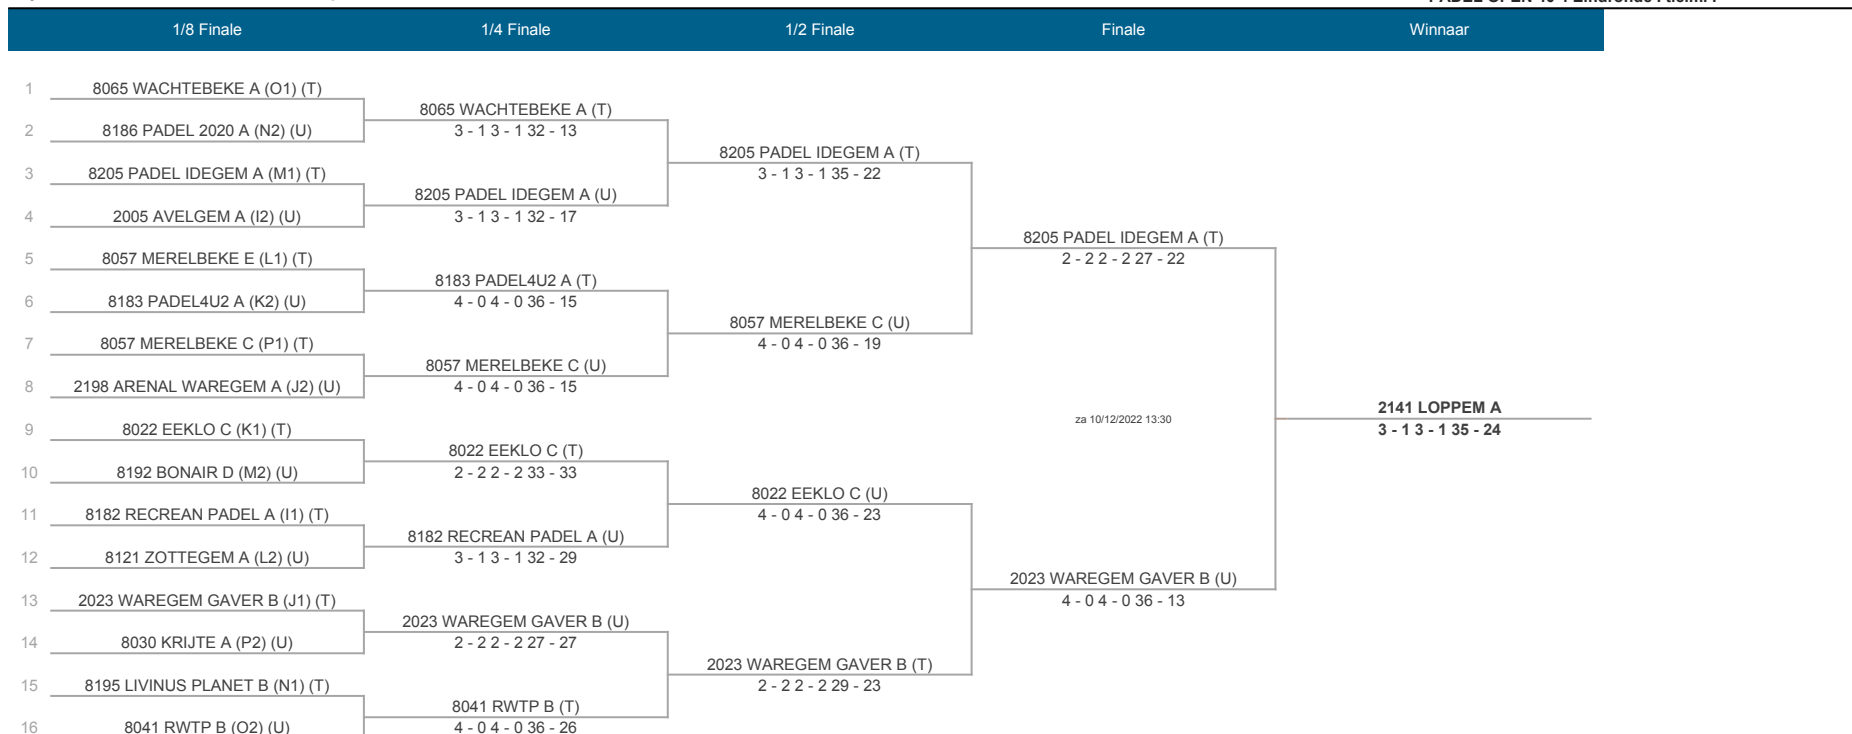 1/8 Finale 1/4 Finale 1/2 Finale Finale Winnaar
1 8065 WACHTEBEKE A (O1) (T)
8065 WACHTEBEKE A (T)
3 - 1 3 - 1 32 - 13
2 8186 PADEL 2020 A (N2) (U)
8205 PADEL IDEGEM A (T)
3 - 1 3 - 1 35 - 22
3 8205 PADEL IDEGEM A (M1) (T)
8205 PADEL IDEGEM A (U)
3 - 1 3 - 1 32 - 17
4 2005 AVELGEM A (I2) (U)
8205 PADEL IDEGEM A (T)
2 - 2 2 - 2 27 - 22
5 8057 MERELBEKE E (L1) (T)
8183 PADEL4U2 A (T)
4 - 0 4 - 0 36 - 15
6 8183 PADEL4U2 A (K2) (U)
8057 MERELBEKE C (U)
4 - 0 4 - 0 36 - 19
7 8057 MERELBEKE C (P1) (T)
8057 MERELBEKE C (U)
4 - 0 4 - 0 36 - 15
8 2198 ARENAL WAREGEM A (J2) (U)
2141 LOPPEM A
3 - 1 3 - 1 35 - 24
za 10/12/2022 13:30
9 8022 EEKLO C (K1) (T)
8022 EEKLO C (T)
2 - 2 2 - 2 33 - 33
10 8192 BONAIR D (M2) (U)
8022 EEKLO C (U)
4 - 0 4 - 0 36 - 23
11 8182 RECREAN PADEL A (I1) (T)
8182 RECREAN PADEL A (U)
3 - 1 3 - 1 32 - 29
12 8121 ZOTTEGEM A (L2) (U)
2023 WAREGEM GAVER B (U)
4 - 0 4 - 0 36 - 13
13 2023 WAREGEM GAVER B (J1) (T)
2023 WAREGEM GAVER B (U)
2 - 2 2 - 2 27 - 27
14 8030 KRIJTE A (P2) (U)
2023 WAREGEM GAVER B (T)
2 - 2 2 - 2 29 - 23
15 8195 LIVINUS PLANET B (N1) (T)
8041 RWTP B (T)
4 - 0 4 - 0 36 - 26
16 8041 RWTP B (O2) (U)